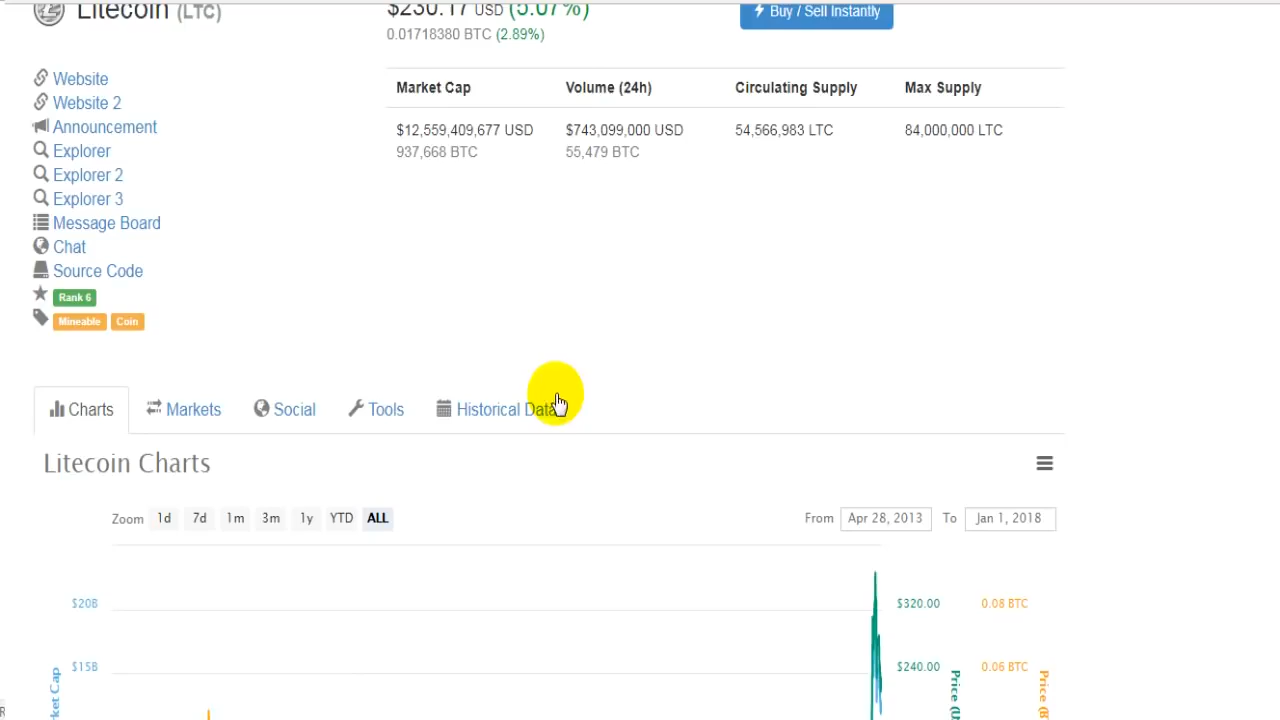 Litecoin (LTC)
$230.17 USD (5.07%)
0.01718380 BTC (2.89%)
Buy / Sell Instantly
Website
Website 2
Announcement
Explorer
Explorer 2
Explorer 3
Message Board
Chat
Source Code
Rank 6
Mineable Coin
Market Cap Volume (24h) Circulating Supply Max Supply
$12,559,409,677 USD $743,099,000 USD 54,566,983 LTC 84,000,000 LTC
937,668 BTC 55,479 BTC
Charts Markets Social Tools Historical Data
Litecoin Charts
Zoom 1d 7d 1m 3m 1y YTD ALL From Apr 28, 2013 To Jan 1, 2018
$20B $320.00 0.08 BTC
$15B $240.00 0.06 BTC
Cap
Price
Price